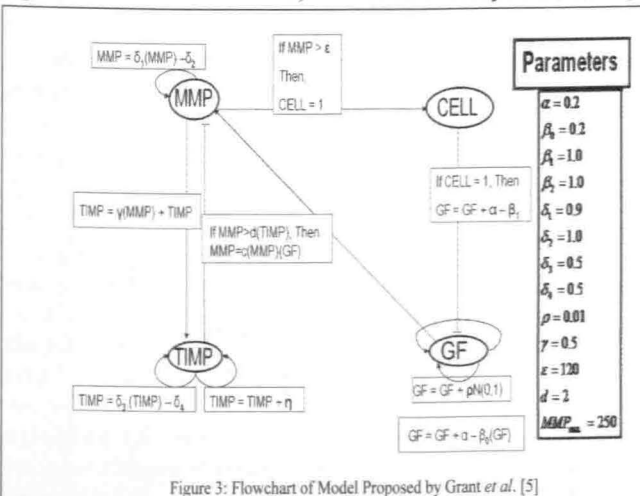 MMP = δ₁(MMP) – δ₂
If MMP > ε
Then,
CELL = 1
MMP
CELL
TIMP = γ(MMP) + TIMP
If MMP>d(TIMP), Then
MMP=c(MMP)(GF)
If CELL = 1, Then
GF = GF + α – β₁
TIMP
GF
TIMP = δ₃ (TIMP) – δ₄
TIMP = TIMP + η
GF = GF + ρN(0,1)
GF = GF + α – β₀(GF)
Parameters
α = 0.2
β₀ = 0.2
β₁ = 1.0
β₂ = 1.0
δ₁ = 0.9
δ₂ = 1.0
δ₃ = 0.5
δ₄ = 0.5
ρ = 0.01
γ = 0.5
ε = 120
d = 2
= 250
Figure 3: Flowchart of Model Proposed by Grant et al. [5]